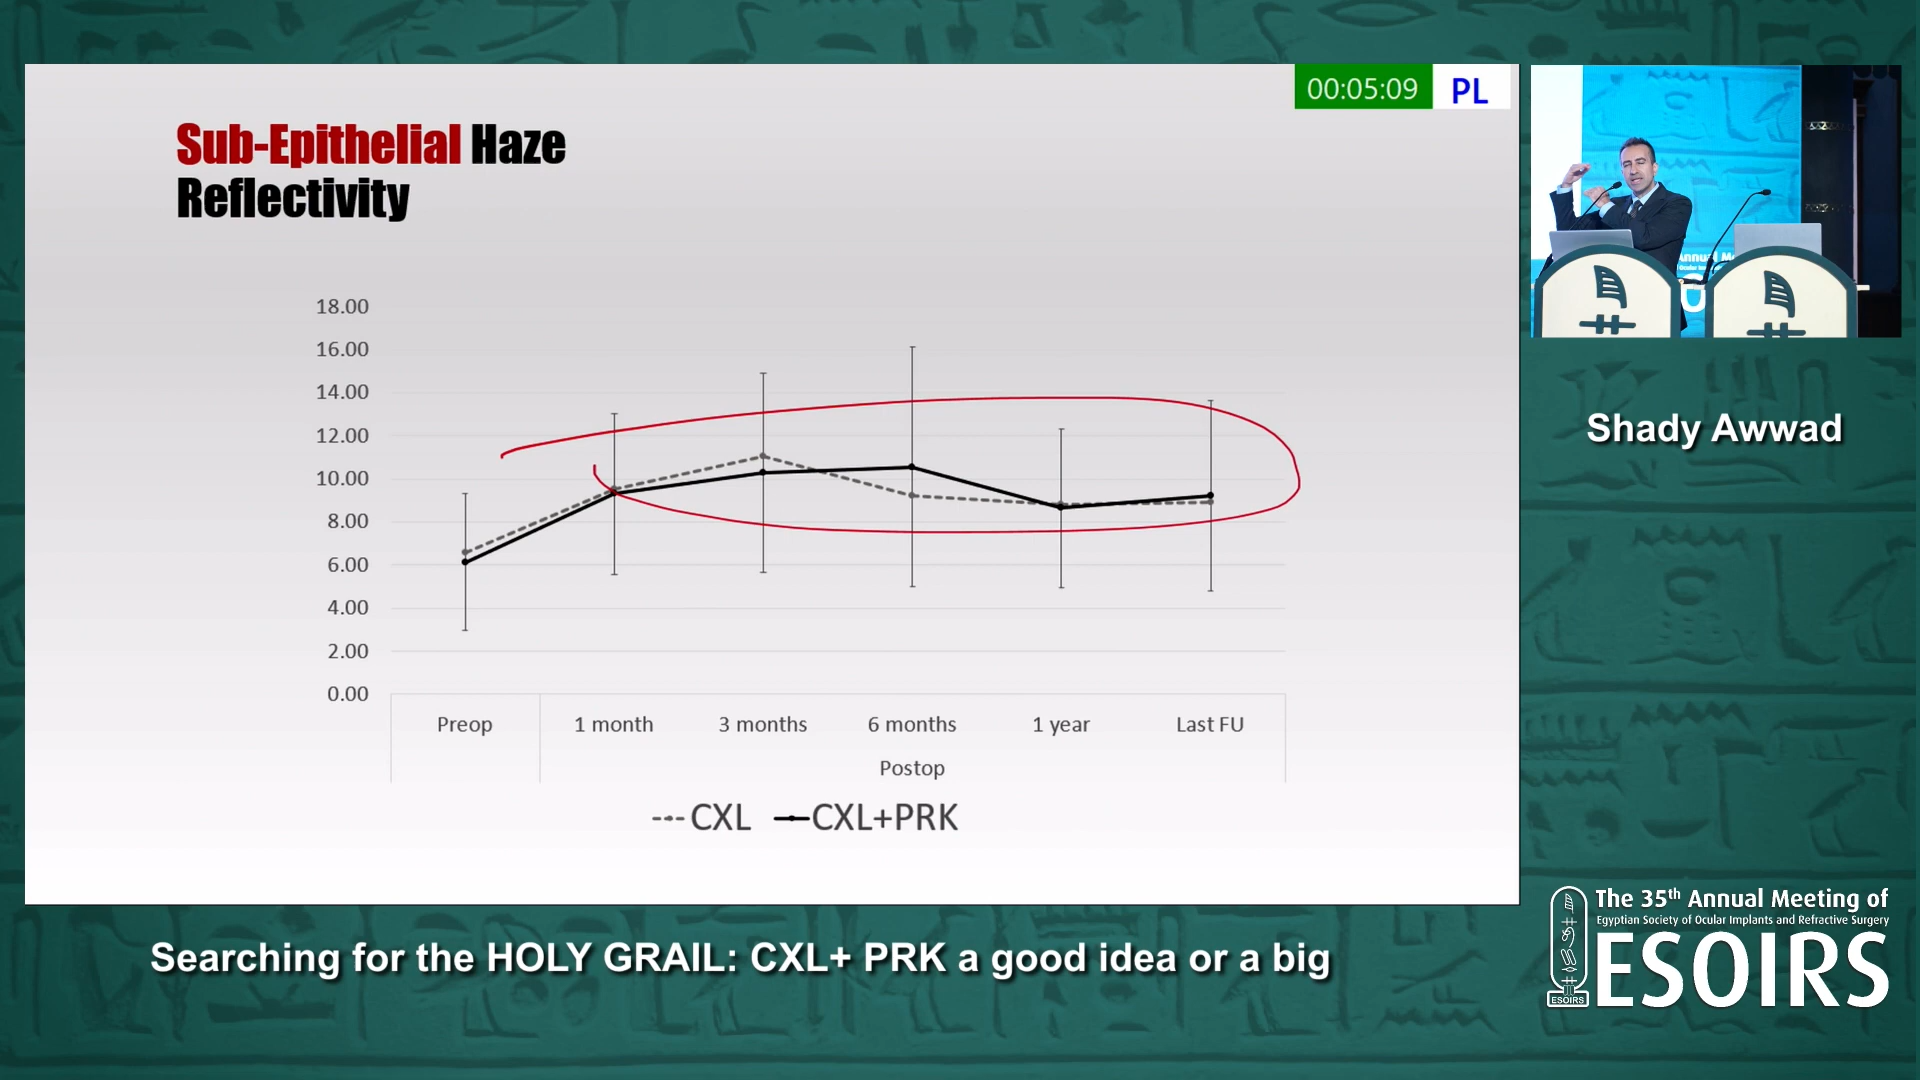 00:05:09 PL
Sub-Epithelial Haze
Reflectivity
18.00
16.00
14.00
12.00
10.00
8.00
6.00
4.00
2.00
0.00
Preop 1 month 3 months 6 months 1 year Last FU
Postop
CXL CXL+PRK
Shady Awwad
Searching for the HOLY GRAIL: CXL+ PRK a good idea or a big
The 35th Annual Meeting of
Egyptian Society of Ocular Implants and Refractive Surgery
ESOIRS
ESOIRS